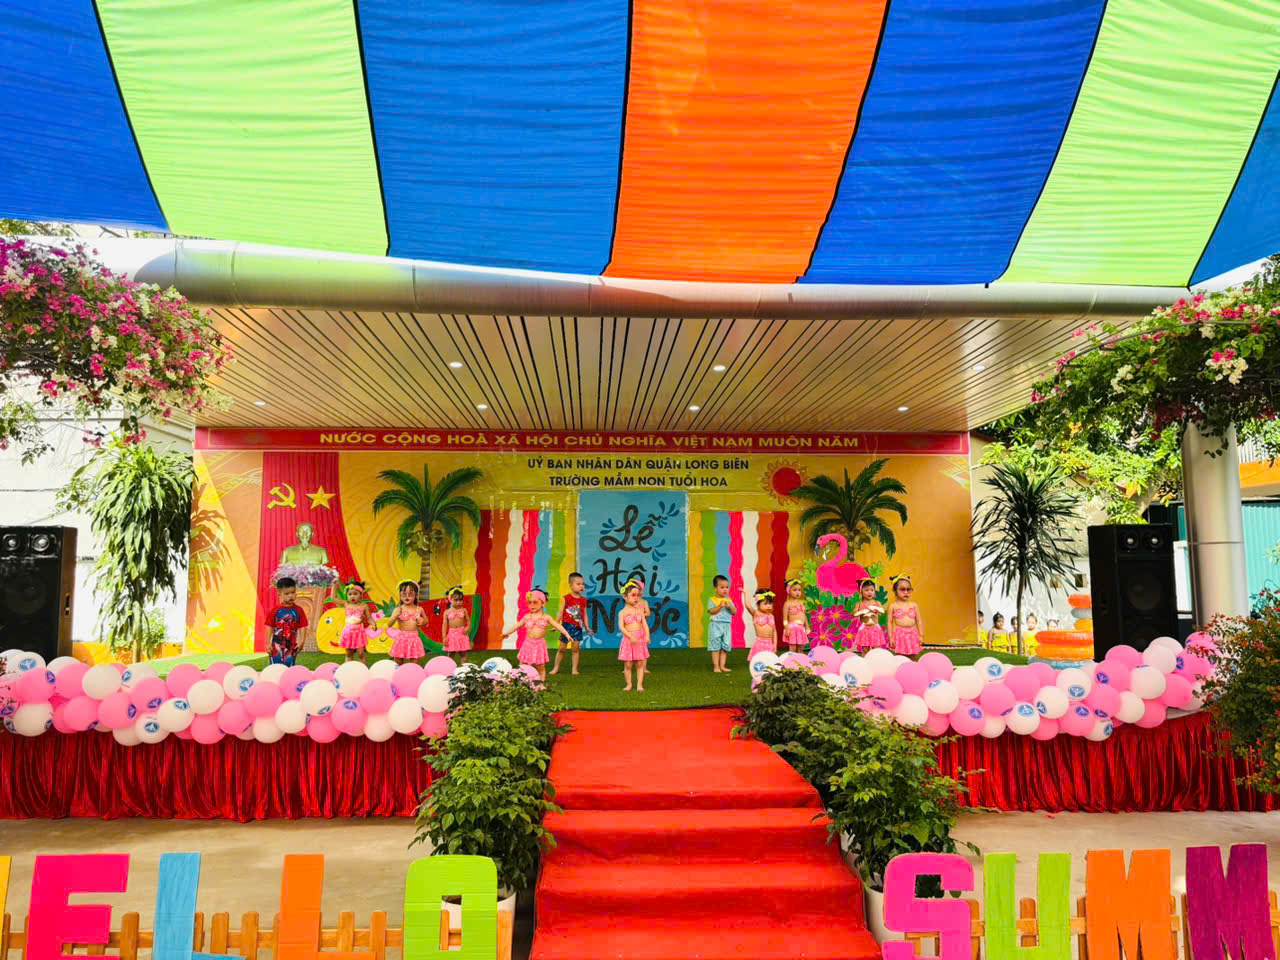 NƯỚC CỘNG HOÀ XÃ HỘI CHỦ NGHĨA VIỆT NAM MUÔN NĂM
UỶ BAN NHÂN DÂN QUẬN LONG BIÊN
TRƯỜNG MẦM NON TUỔI HOA
Lễ
Hội
Nước
ELLO SUMM